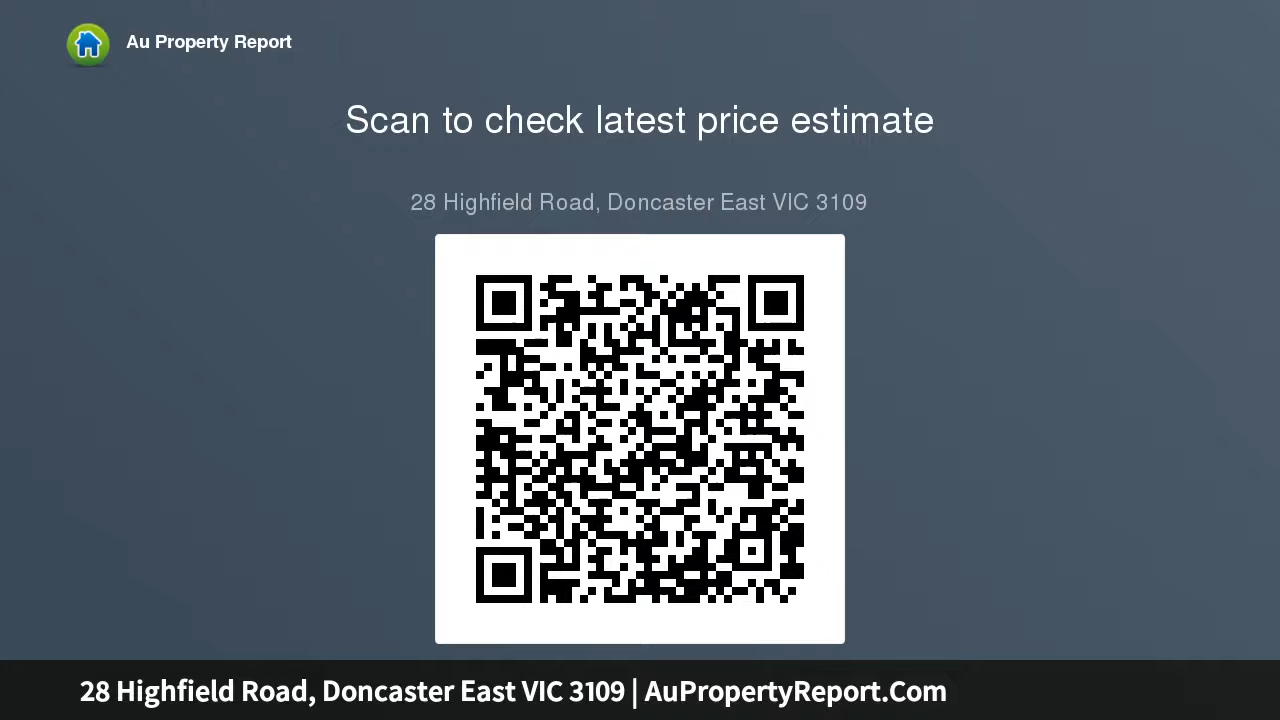 Au Property Report
Scan to check latest price estimate
28 Highfield Road, Doncaster East VIC 3109
28 Highfield Road, Doncaster East VIC 3109 | AuPropertyReport.Com